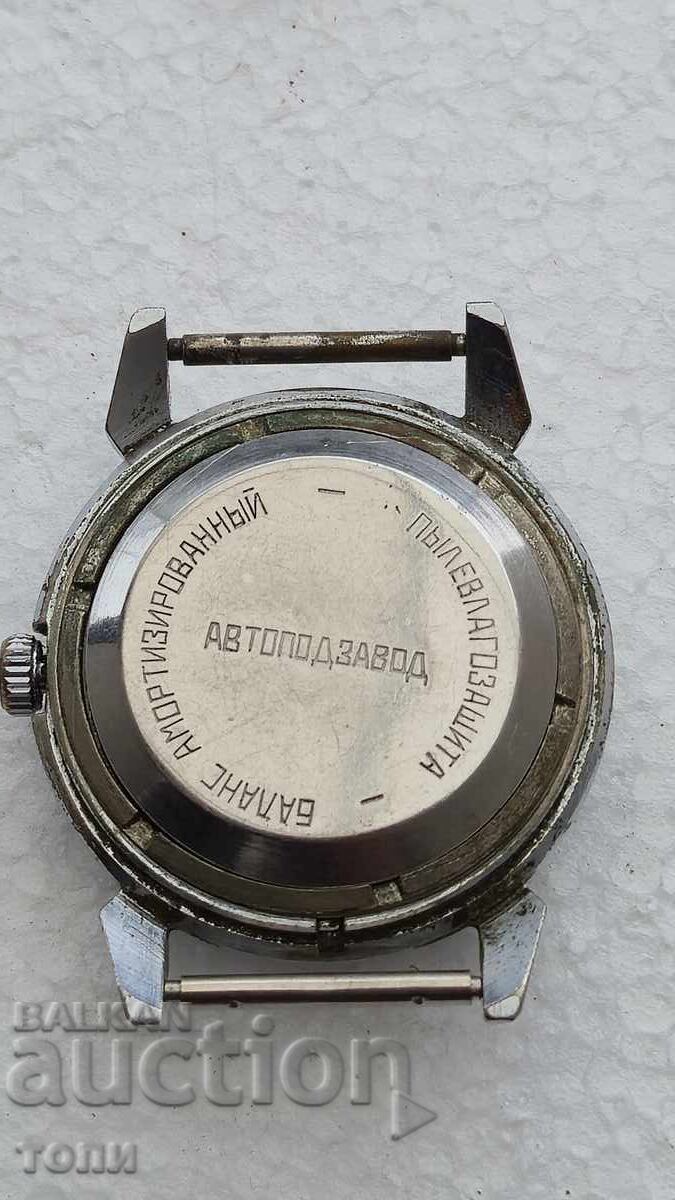 БАЛАНС АМОРТИЗИРОВАННЫЙ — ПЫЛЕВЛАГОЗАЩИТА —
АВТОПОДЗАВОД
BALKAN
auction
топи